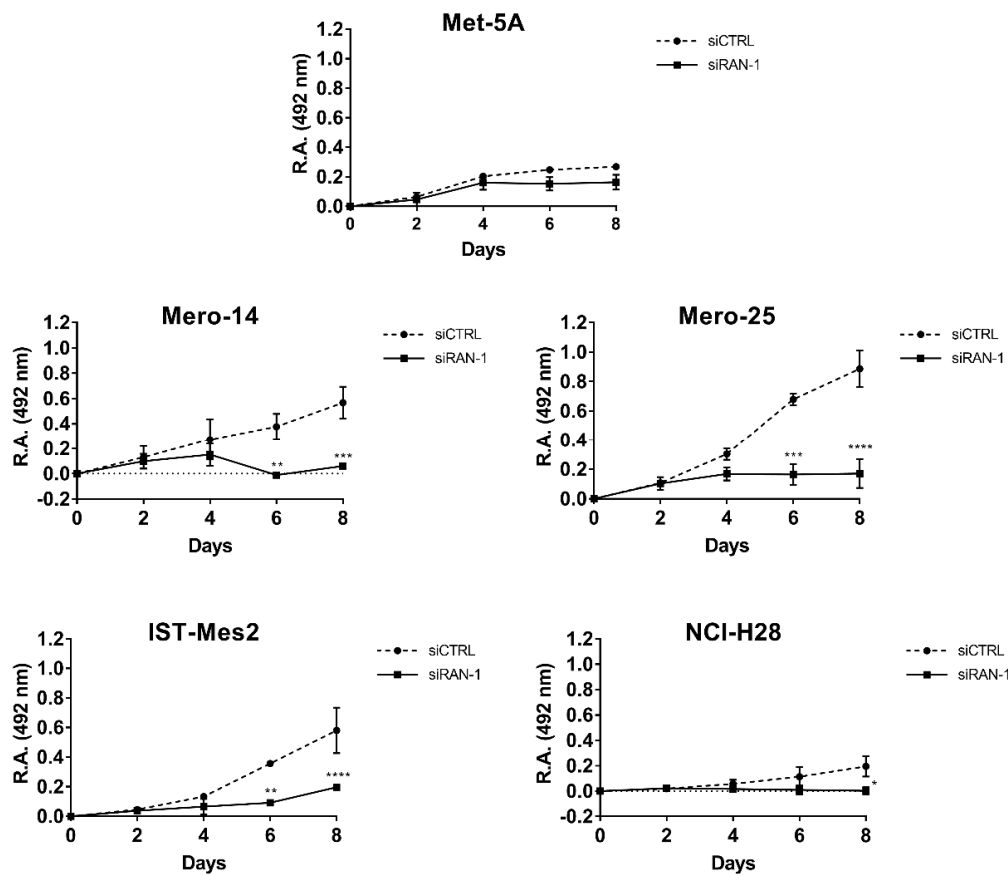 Met-5A
siCTRL
siRAN-1
R.A. (492 nm)
1.2
1.0
0.8
0.6
0.4
0.2
0.0
0 2 4 6 8
Days
Mero-14
siCTRL
siRAN-1
R.A. (492 nm)
1.2
1.0
0.8
0.6
0.4
0.2
0.0
-0.2
** ***
0 2 4 6 8
Days
Mero-25
siCTRL
siRAN-1
R.A. (492 nm)
1.2
1.0
0.8
0.6
0.4
0.2
0.0
*** ****
0 2 4 6 8
Days
IST-Mes2
siCTRL
siRAN-1
R.A. (492 nm)
1.2
1.0
0.8
0.6
0.4
0.2
0.0
** ****
0 2 4 6 8
Days
NCI-H28
siCTRL
siRAN-1
R.A. (492 nm)
1.2
1.0
0.8
0.6
0.4
0.2
0.0
-0.2
*
0 2 4 6 8
Days